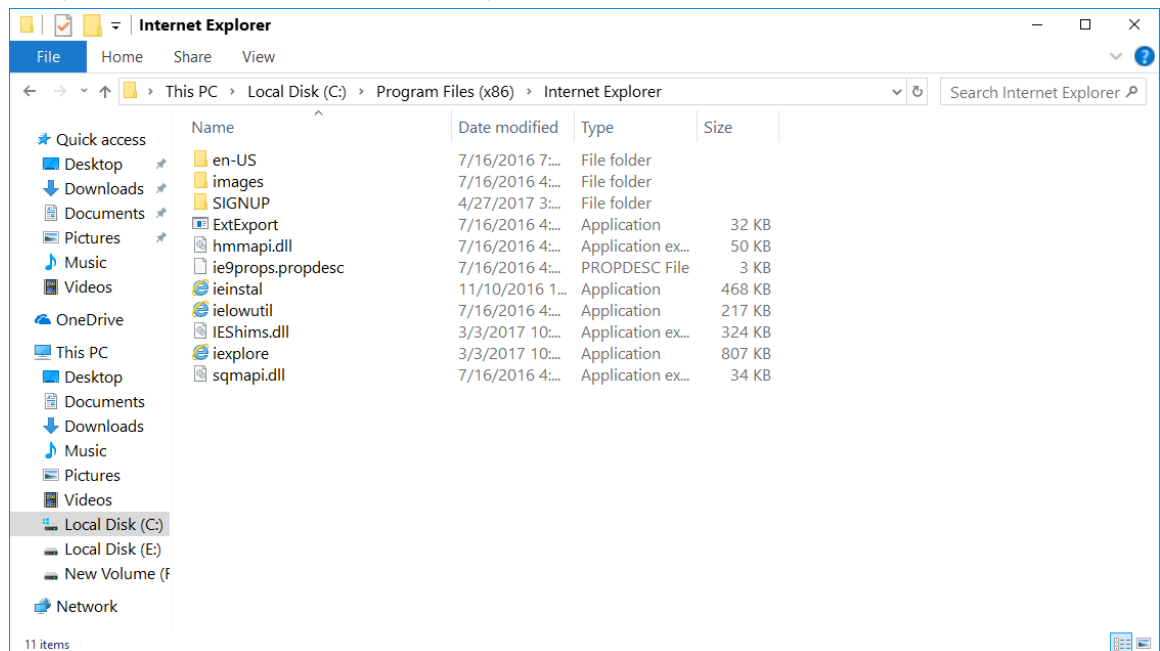 Internet Explorer
File Home Share View
This PC Local Disk (C:) Program Files (x86) Internet Explorer Search Internet Explorer
Name Date modified Type Size
Quick access
Desktop
Downloads
Documents
Pictures
Music
Videos
OneDrive
This PC
Desktop
Documents
Downloads
Music
Pictures
Videos
Local Disk (C:)
Local Disk (E:)
New Volume (F
Network
en-US 7/16/2016 7:... File folder
images 7/16/2016 4:... File folder
SIGNUP 4/27/2017 3:... File folder
ExtExport 7/16/2016 4:... Application 32 KB
hmmapi.dll 7/16/2016 4:... Application ex... 50 KB
ie9props.propdesc 7/16/2016 4:... PROPDESC File 3 KB
ieinstal 11/10/2016 1... Application 468 KB
ielowutil 7/16/2016 4:... Application 217 KB
IEShims.dll 3/3/2017 10:... Application ex... 324 KB
iexplore 3/3/2017 10:... Application 807 KB
sqmapi.dll 7/16/2016 4:... Application ex... 34 KB
11 items